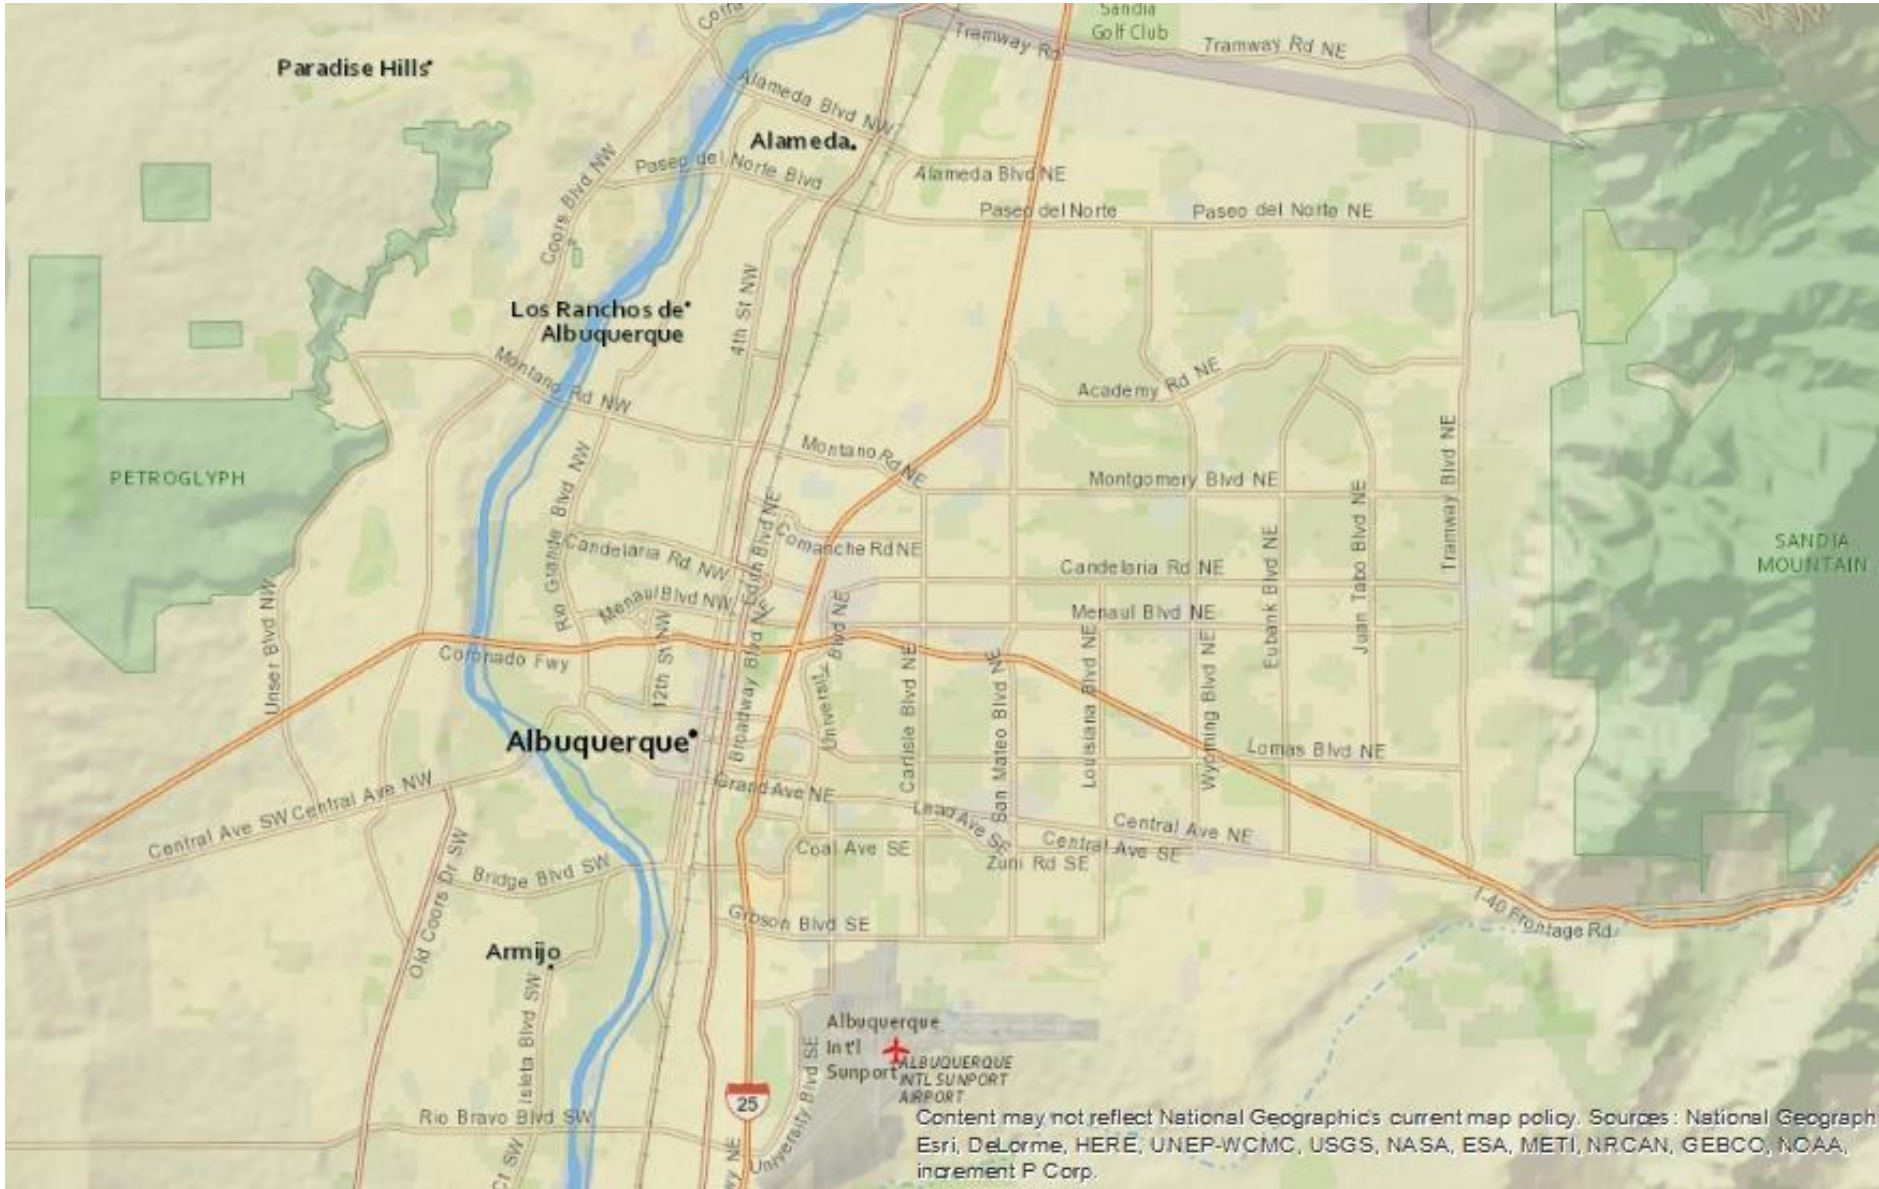 Sandia
Golf Club
Tramway Rd
Tramway Rd NE
Paradise Hills
Alameda Blvd NW
Alameda
Paseo del Norte Blvd
Alameda Blvd NE
Coors Blvd NW
Paseo del Norte
Paseo del Norte NE
4th St NW
Los Ranchos de
Albuquerque
Montano Rd NW
Academy Rd NE
Montano Rd NE
PETROGLYPH
Montgomery Blvd NE
Tramway Blvd NE
Rio Grande Blvd NW
Candelaria Rd NW
Comanche Rd NE
Candelaria Rd NE
Eubank Blvd NE
Juan Tabo Blvd NE
SANDIA
MOUNTAIN
Menaul Blvd NW
Menaul Blvd NE
Unser Blvd NW
Coronado Fwy
12th St NW
Broadway Blvd NE
Blvd NE
Carlisle Blvd NE
San Mateo Blvd NE
Louisiana Blvd NE
Wyoming Blvd NE
Albuquerque
Lomas Blvd NE
Central Ave SW
Central Ave NW
Grand Ave NE
Lead Ave SE
Central Ave NE
Coal Ave SE
Central Ave SE
Zuni Rd SE
Old Coors Dr SW
Bridge Blvd SW
Gibson Blvd SE
I-40 Frontage Rd
Armijo
Isleta Blvd SW
Albuquerque
Int'l
Sunport
ALBUQUERQUE
INTL SUNPORT
AIRPORT
25
University Blvd SE
Rio Bravo Blvd SW
Content may not reflect National Geographic's current map policy. Sources: National Geograph
Esri, DeLorme, HERE, UNEP-WCMC, USGS, NASA, ESA, METI, NRCAN, GEBCO, NOAA,
increment P Corp.